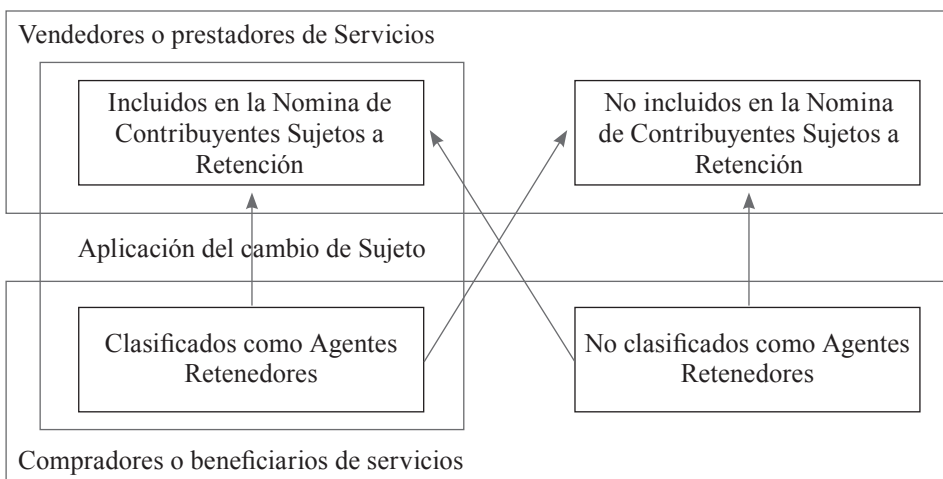 Vendedores o prestadores de Servicios
Incluidos en la Nomina de
Contribuyentes Sujetos a
Retención
No incluidos en la Nomina
de Contribuyentes Sujetos a
Retención
Aplicación del cambio de Sujeto
Clasificados como Agentes
Retenedores
No clasificados como Agentes
Retenedores
Compradores o beneficiarios de servicios